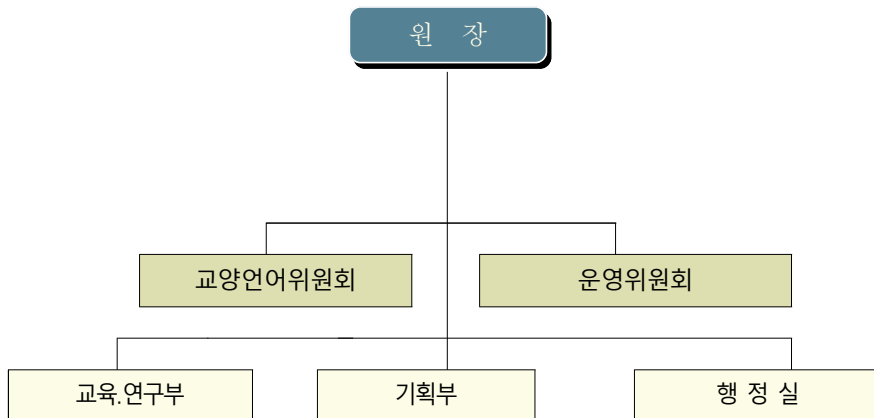 원 장
교양언어위원회
운영위원회
교육.연구부
기획부
행 정 실